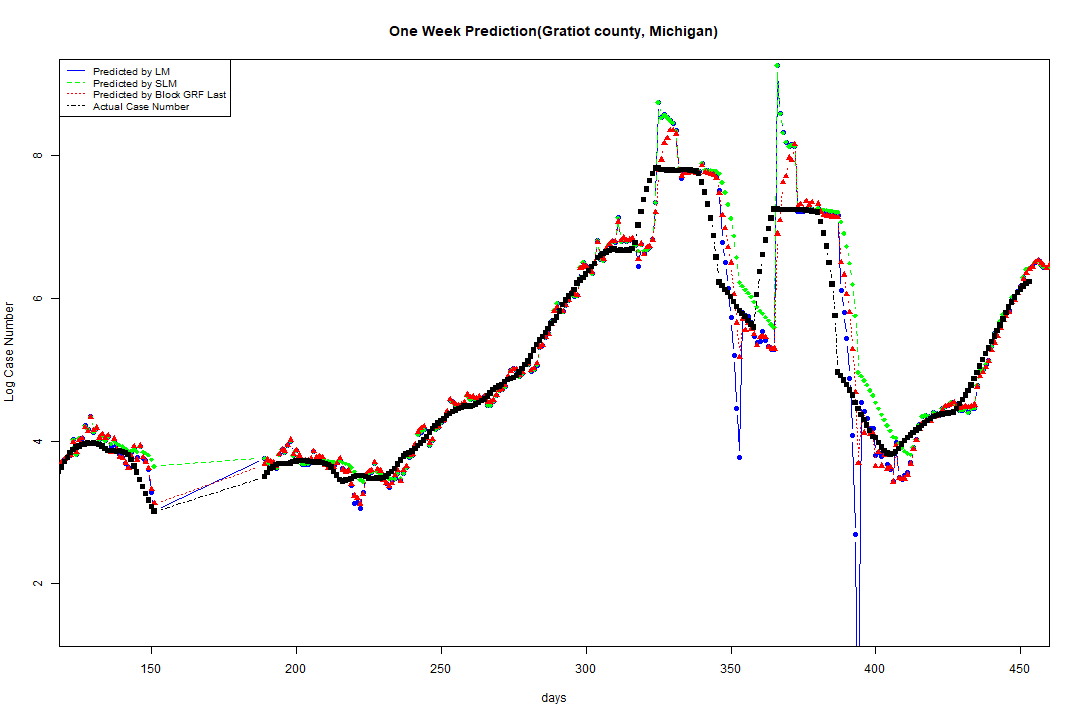 One Week Prediction(Gratiot county, Michigan)
Predicted by LM
Predicted by SLM
Predicted by Block GRF Last
Actual Case Number
Log Case Number
8
6
4
2
150 200 250 300 350 400 450
days